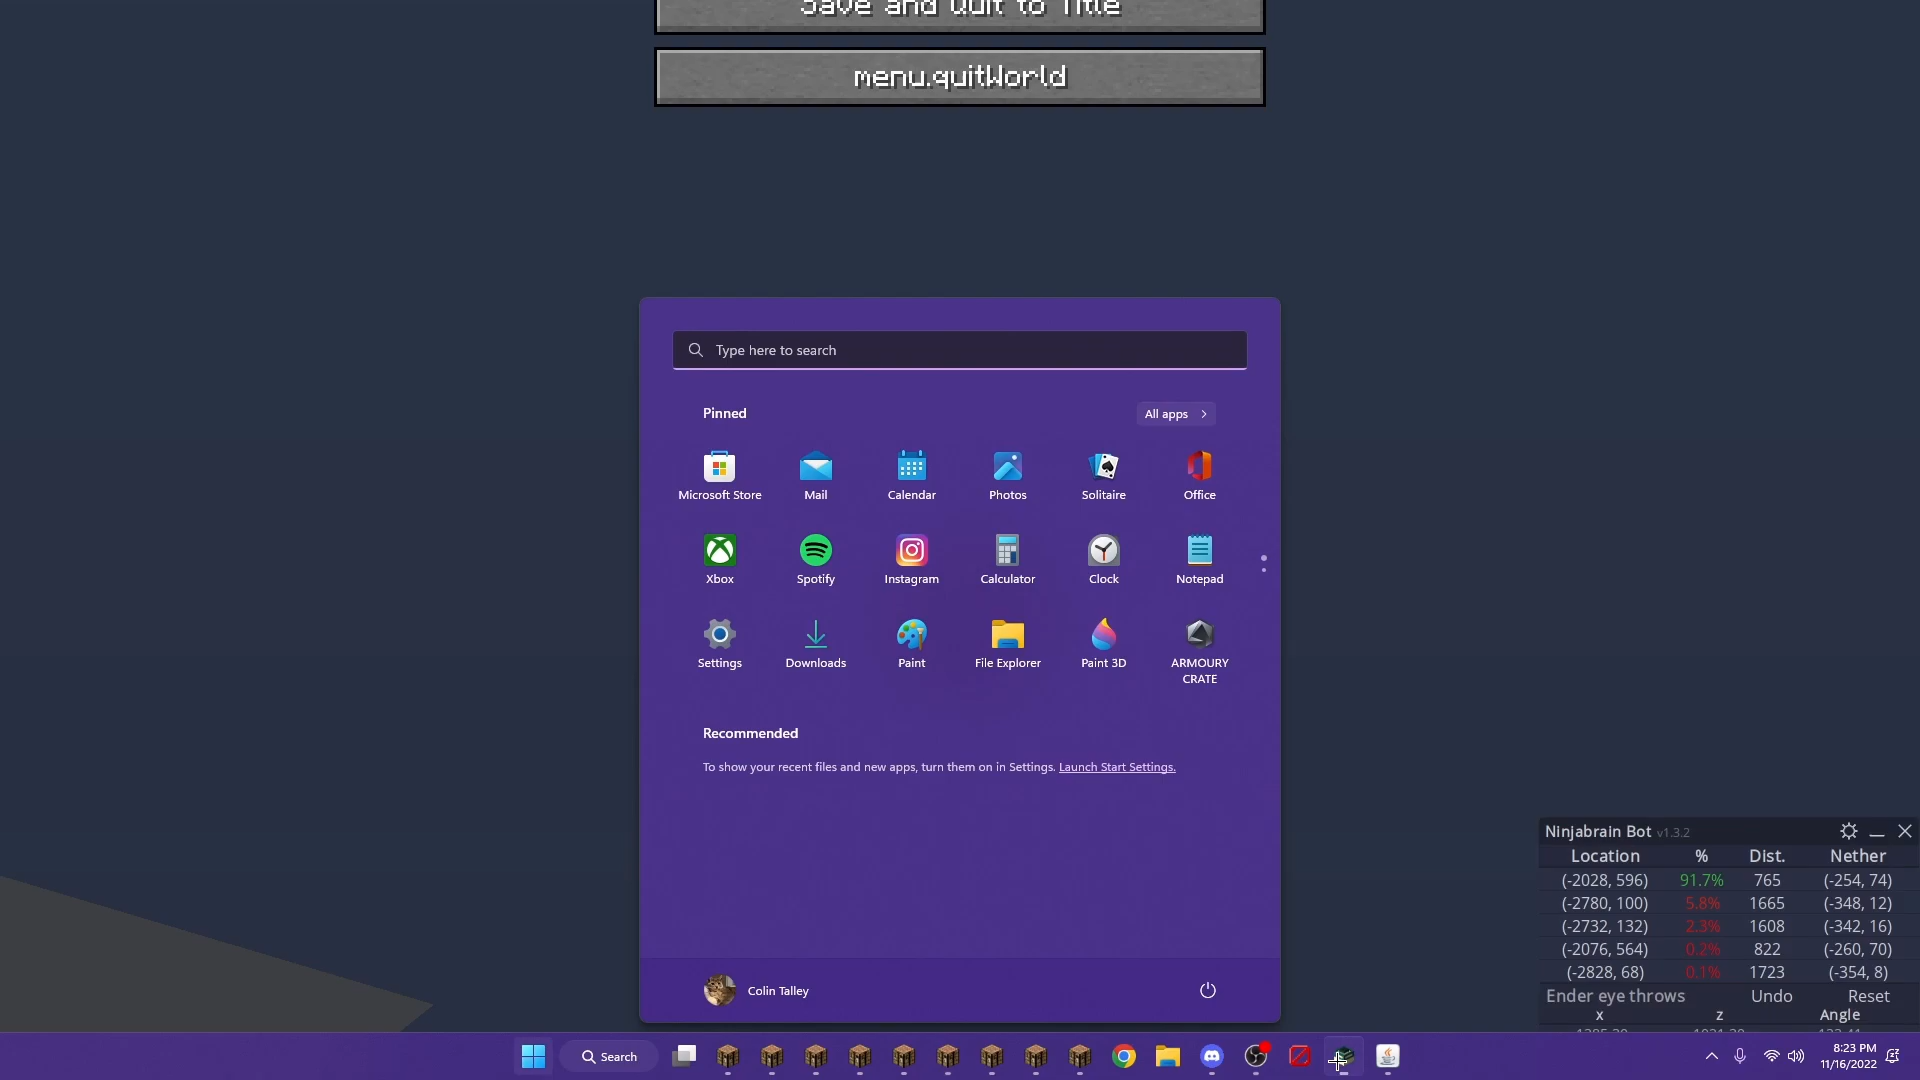 Save and Quit to Title
menu.quitWorld
Type here to search
Pinned
All apps
Microsoft Store
Mail
Calendar
Photos
Solitaire
Office
Xbox
Spotify
Instagram
Calculator
Clock
Notepad
Settings
Downloads
Paint
File Explorer
Paint 3D
ARMOURY
CRATE
Recommended
To show your recent files and new apps, turn them on in Settings. Launch Start Settings.
Colin Talley
Ninjabrain Bot v1.3.2
Location % Dist. Nether
(-2028, 596) 91.7% 765 (-254, 74)
(-2780, 100) 5.8% 1665 (-348, 12)
(-2732, 132) 2.3% 1608 (-342, 16)
(-2076, 564) 0.2% 822 (-260, 70)
(-2828, 68) 0.1% 1723 (-354, 8)
Ender eye throws Undo Reset
x z Angle
Search
8:23 PM
11/16/2022